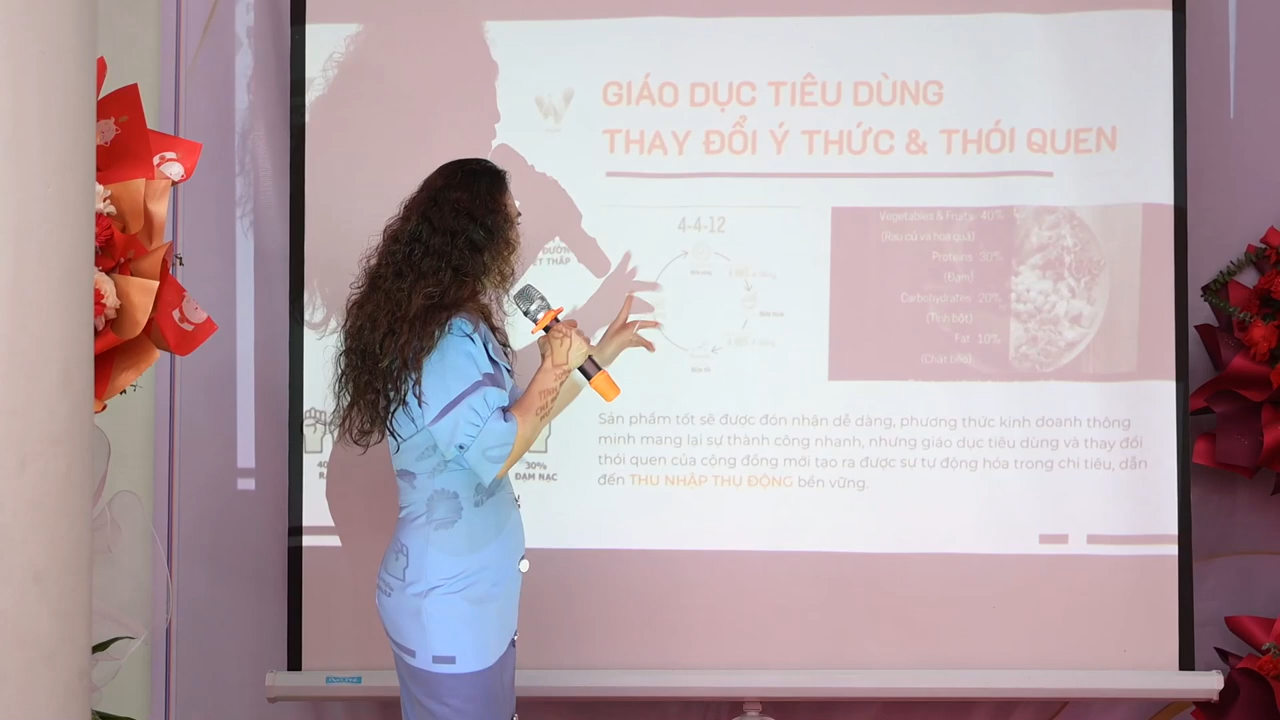 GIÁO DỤC TIÊU DÙNG
THAY ĐỔI Ý THỨC & THÓI QUEN
4-4-12
Vegetables & Fruits 40%
(Rau củ và hoa quả)
Proteins 30%
(Đạm)
Carbohydrates 20%
(Tinh bột)
Fat 10%
(Chất béo)
THẤP
30%
ĐẠM NẠC
Sản phẩm tốt sẽ được đón nhận dễ dàng, phương thức kinh doanh thông
minh mang lại sự thành công nhanh, nhưng giáo dục tiêu dùng và thay đổi
thói quen của cộng đồng mới tạo ra được sự tự động hóa trong chi tiêu, dẫn
đến THU NHẬP THỤ ĐỘNG bền vững.